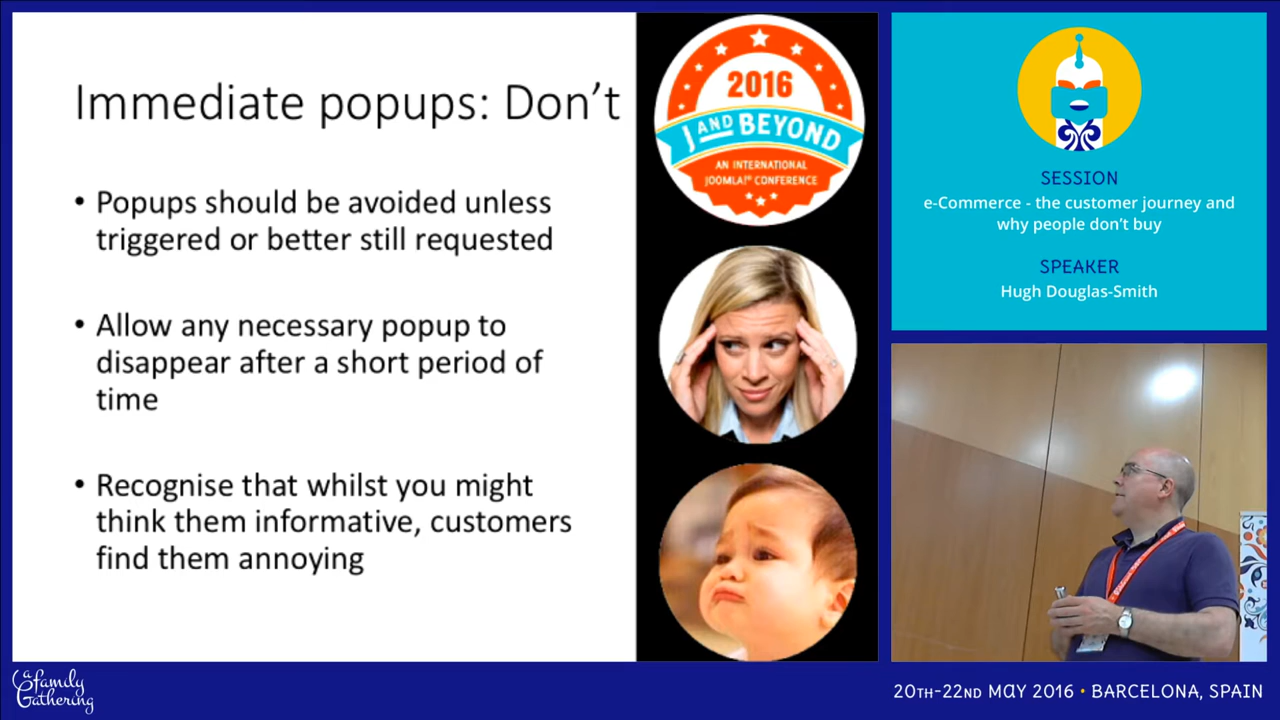 Immediate popups: Don't
• Popups should be avoided unless
triggered or better still requested
• Allow any necessary popup to
disappear after a short period of
time
• Recognise that whilst you might
think them informative, customers
find them annoying
2016
J AND BEYOND
AN INTERNATIONAL
JOOMLA!® CONFERENCE
SESSION
e-Commerce - the customer journey and
why people don't buy
SPEAKER
Hugh Douglas-Smith
a family
Gathering
20TH-22ND MAY 2016 • BARCELONA, SPAIN